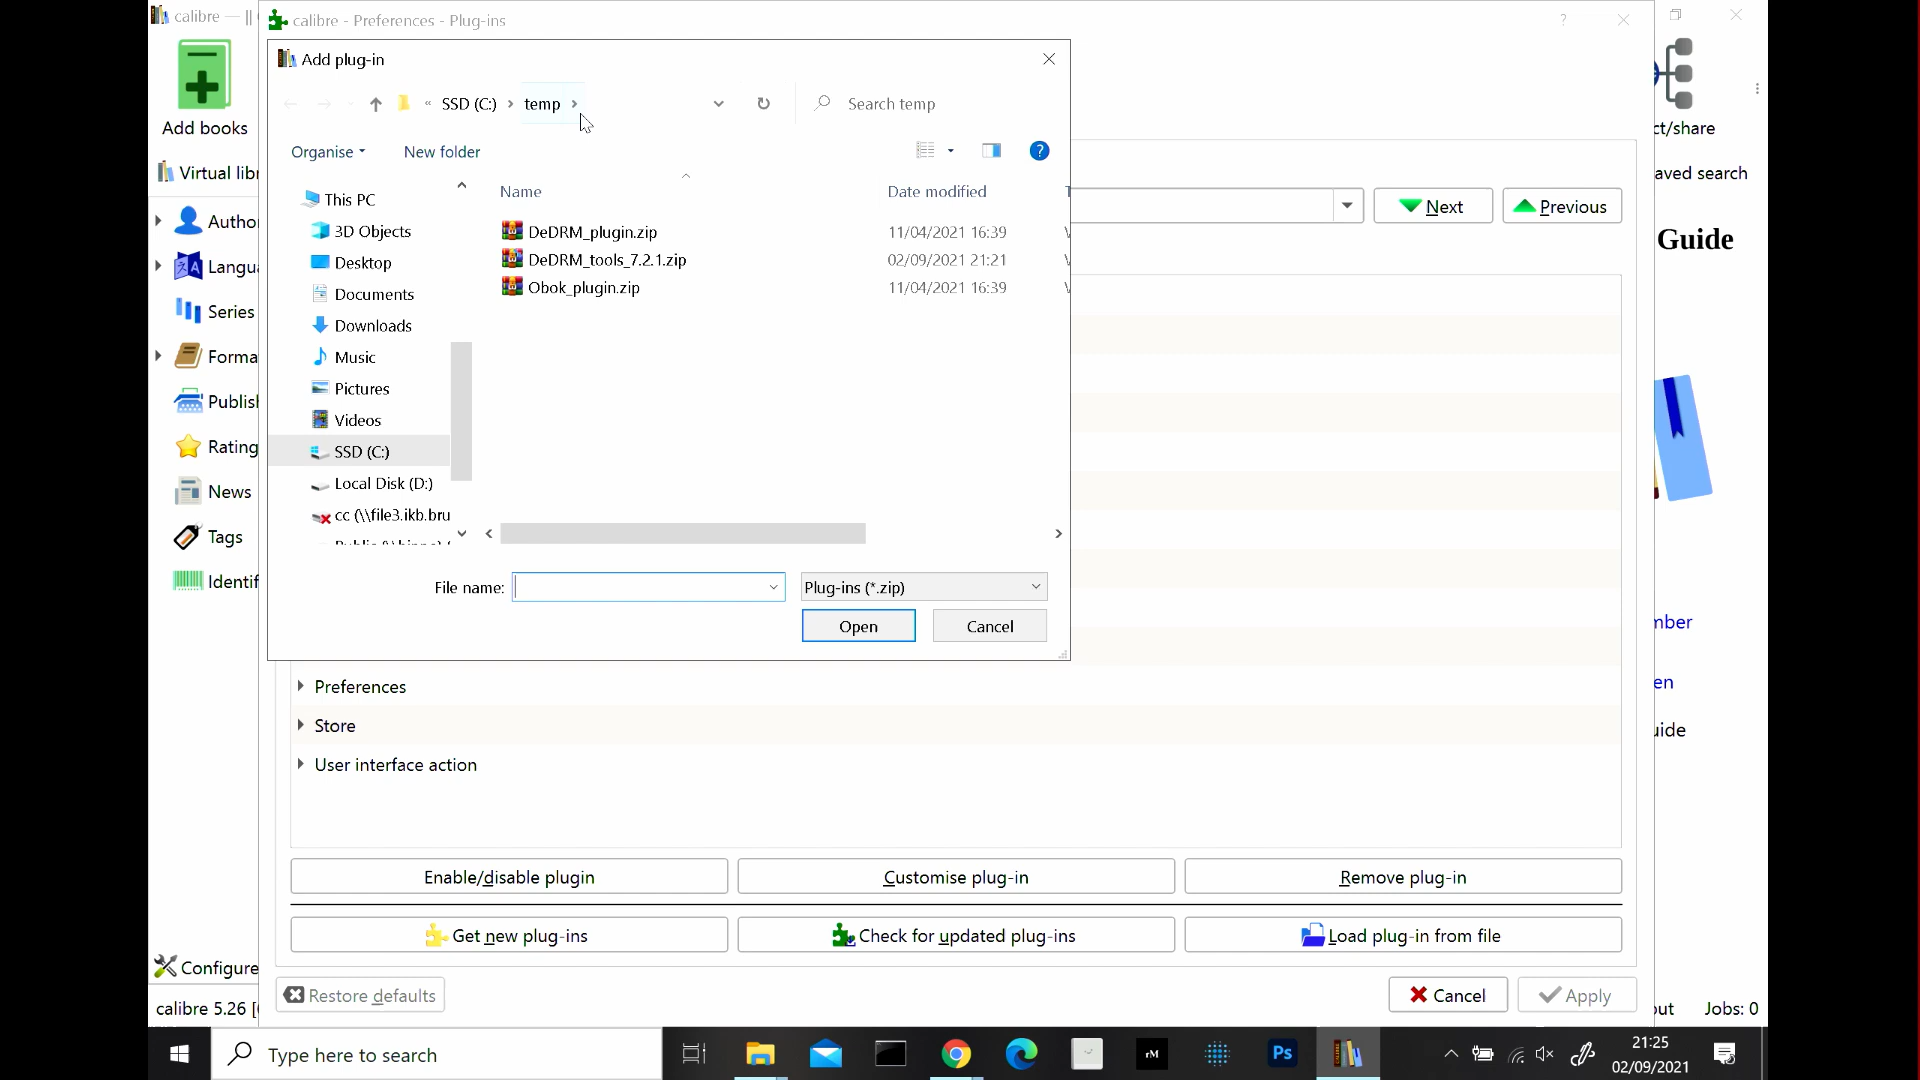 calibre — ||
calibre - Preferences - Plug-ins
?
Add plug-in
« SSD (C:) › temp ›
Search temp
Add books
ct/share
Organise
New folder
?
Virtual libr
aved search
Name
Date modified
This PC
3D Objects
Desktop
Documents
Downloads
Music
Pictures
Videos
SSD (C:)
Local Disk (D:)
cc (\\file3.ikb.bru
DeDRM_plugin.zip 11/04/2021 16:39
DeDRM_tools_7.2.1.zip 02/09/2021 21:21
Obok_plugin.zip 11/04/2021 16:39
Next
Previous
Guide
Autho
Langua
Series
Forma
Publish
Rating
News
Tags
Identif
File name:
Plug-ins (*.zip)
Open
Cancel
mber
en
uide
Preferences
Store
User interface action
Enable/disable plugin
Customise plug-in
Remove plug-in
Get new plug-ins
Check for updated plug-ins
Load plug-in from file
Configure
Restore defaults
Cancel
Apply
calibre 5.26 [
out
Jobs: 0
Type here to search
rM
Ps
21:25
02/09/2021